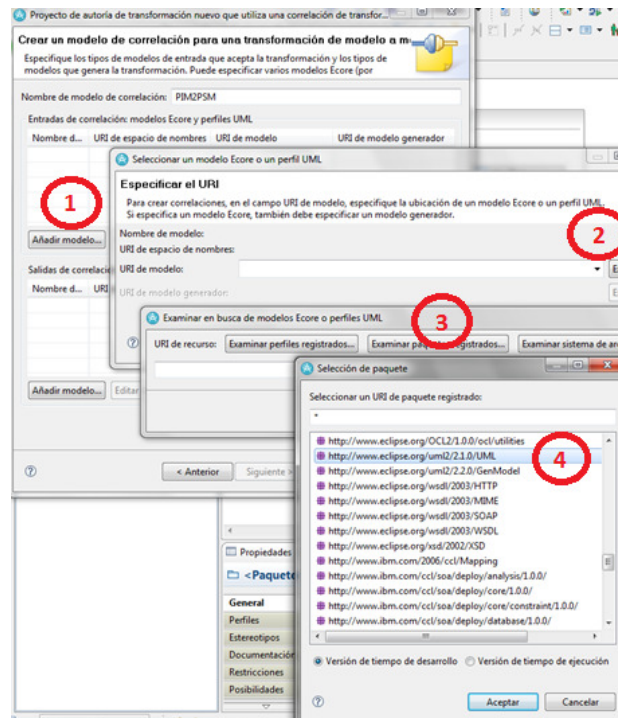 Proyecto de autoría de transformación nuevo que utiliza una correlación de transfor...
Crear un modelo de correlación para una transformación de modelo a m
Especifique los tipos de modelos de entrada que acepta la transformación y los tipos de
modelos que genera la transformación. Puede especificar varios modelos Ecore (por
Nombre de modelo de correlación: PIM2PSM
Entradas de correlación: modelos Ecore y perfiles UML
Nombre d... URI de espacio de nombres URI de modelo URI de modelo generador
1
Añadir modelo...
Salidas de correlació
Nombre d... URI
Añadir modelo... Editar
< Anterior Siguiente >
Seleccionar un modelo Ecore o un perfil UML
Especificar el URI
Para crear correlaciones, en el campo URI de modelo, especifique la ubicación de un modelo Ecore o un perfil UML.
Si especifica un modelo Ecore, también debe especificar un modelo generador.
2
Nombre de modelo:
URI de espacio de nombres:
URI de modelo:
URI de modelo generador:
Examinar en busca de modelos Ecore o perfiles UML
3
URI de recurso: Examinar perfiles registrados... Examinar paquetes registrados... Examinar sistema de ar
Selección de paquete
Seleccionar un URI de paquete registrado:
*
http://www.eclipse.org/OCL2/1.0.0/ocl/utilities
http://www.eclipse.org/uml2/2.1.0/UML
4
http://www.eclipse.org/uml2/2.2.0/GenModel
http://www.eclipse.org/wsdl/2003/HTTP
http://www.eclipse.org/wsdl/2003/MIME
http://www.eclipse.org/wsdl/2003/SOAP
http://www.eclipse.org/wsdl/2003/WSDL
http://www.eclipse.org/xsd/2002/XSD
http://www.ibm.com/2006/ccl/Mapping
http://www.ibm.com/ccl/soa/deploy/analysis/1.0.0/
http://www.ibm.com/ccl/soa/deploy/core/1.0.0/
http://www.ibm.com/ccl/soa/deploy/core/constraint/1.0.0/
http://www.ibm.com/ccl/soa/deploy/database/1.0.0/
Versión de tiempo de desarrollo Versión de tiempo de ejecución
Aceptar Cancelar
Propiedades
<Paquete
General
Perfiles
Estereotipos
Documentación
Restricciones
Posibilidades